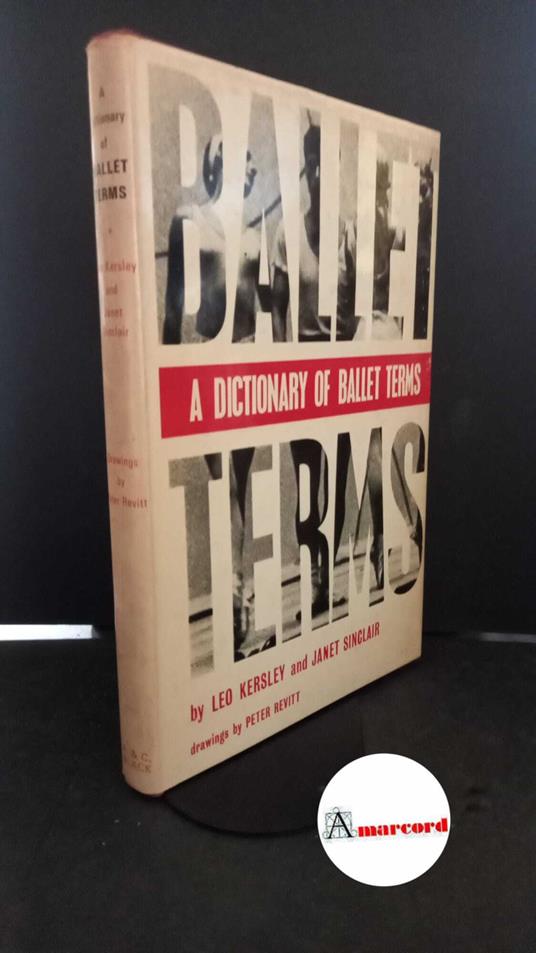 A
of
BALLET
TERMS
Kersley
and
Janet
Sinclair
Drawings
by
Peter Revitt
A. & C.
BLACK
BALLET
A DICTIONARY OF BALLET TERMS
TERMS
by LEO KERSLEY and JANET SINCLAIR
drawings by PETER REVITT
Amarcord